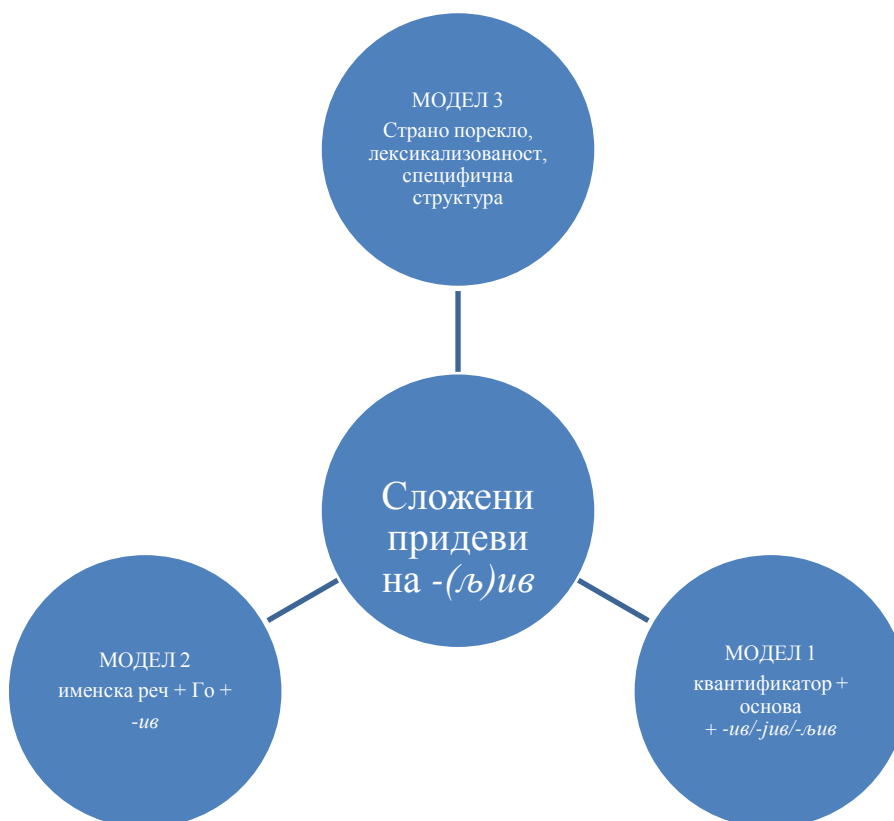 МОДЕЛ 3
Страно порекло,
лексикализованост,
специфична
структура
Сложени
придеви
на -(љ)ив
МОДЕЛ 2
именска реч + Го +
-ив
МОДЕЛ 1
квантификатор +
основа
+ -ив/-јив/-љив